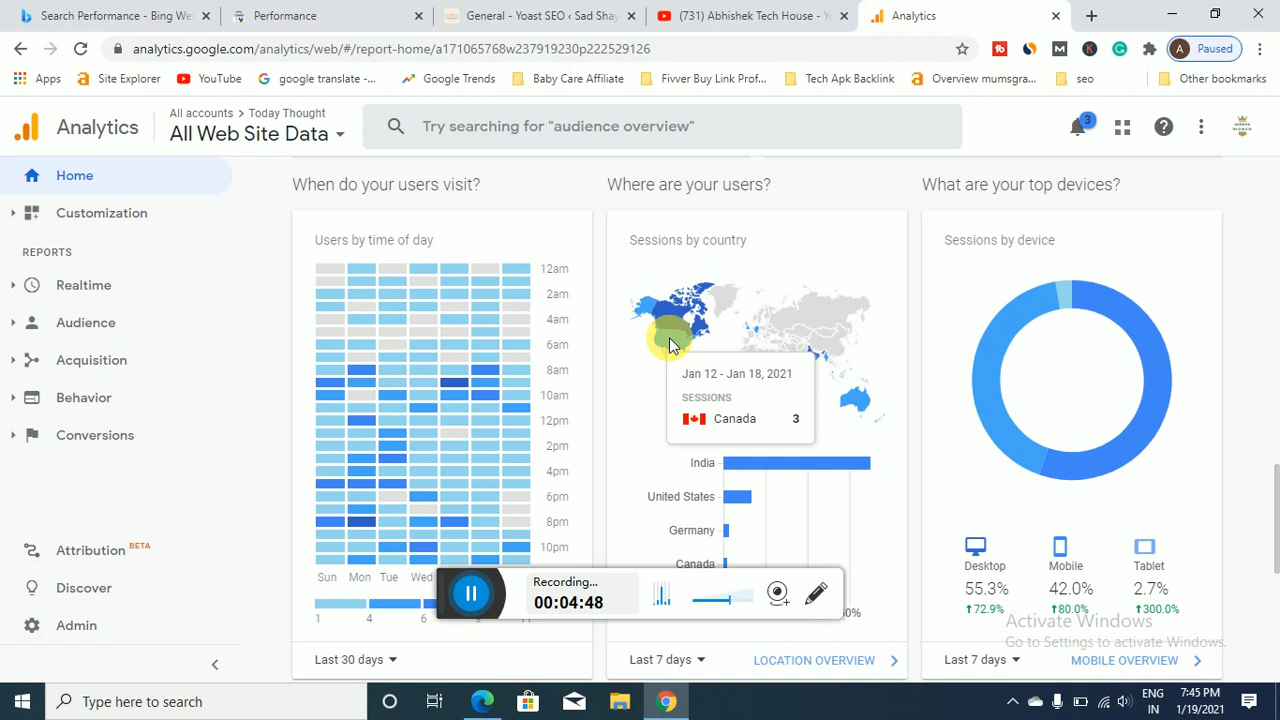 Search Performance - Bing We
Performance
General - Yoast SEO ‹ Sad Shay
(731) Abhishek Tech House - Yo
Analytics
analytics.google.com/analytics/web/#/report-home/a171065768w237919230p222529126
A Paused
Apps
Site Explorer
YouTube
google translate -...
Google Trends
Baby Care Affiliate
Fivver Buy Link Prof...
Tech Apk Backlink
Overview mumsgra...
seo
Other bookmarks
Analytics
All accounts > Today Thought
All Web Site Data
Try searching for "audience overview"
3
Home
Customization
REPORTS
Realtime
Audience
Acquisition
Behavior
Conversions
Attribution BETA
Discover
Admin
When do your users visit?
Users by time of day
12am
2am
4am
6am
8am
10am
12pm
2pm
4pm
6pm
8pm
10pm
Sun Mon Tue Wed
1 4 6
Last 30 days
Where are your users?
Sessions by country
Jan 12 - Jan 18, 2021
SESSIONS
Canada 3
India
United States
Germany
Canada
Last 7 days
LOCATION OVERVIEW
What are your top devices?
Sessions by device
Desktop Mobile Tablet
55.3% 42.0% 2.7%
72.9% 80.0% 300.0%
Last 7 days
MOBILE OVERVIEW
Recording...
00:04:48
Activate Windows
Go to Settings to activate Windows.
Type here to search
ENG
IN
7:45 PM
1/19/2021